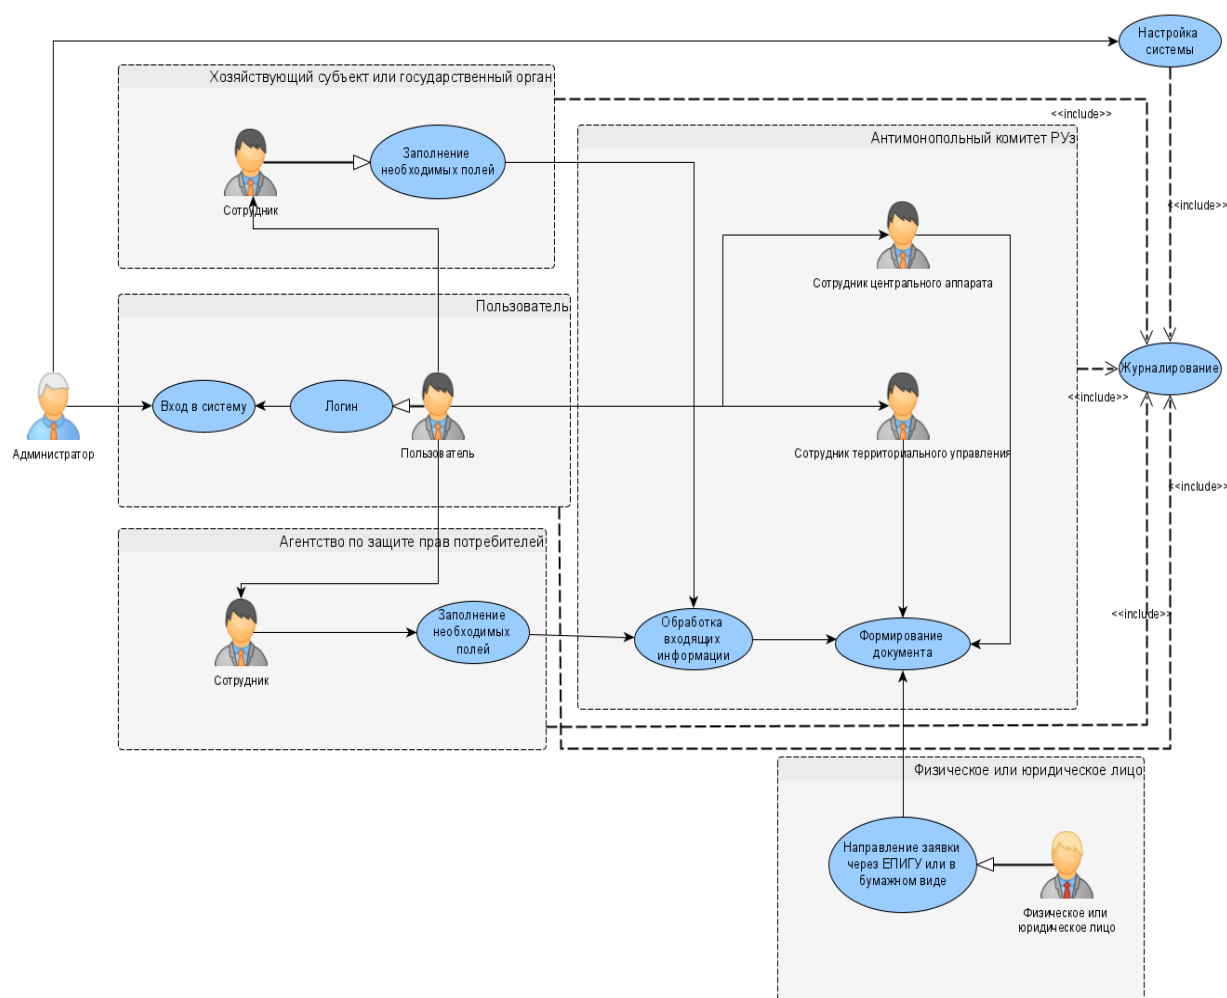 Настройка
системы
Хозяйствующий субъект или государственный орган
<<include>>
Антимонопольный комитет РУз
Заполнение
необходимых полей
Сотрудник
<<include>>
Сотрудник центрального аппарата
Пользователь
Журналирование
<<include>>
Вход в систему
Логин
Администратор
Пользователь
Сотрудник территориального управления
<<include>>
Агентство по защите прав потребителей
Заполнение
необходимых
полей
Обработка
входящих
информации
Формирование
документа
<<include>>
Сотрудник
Физическое или юридическое лицо
Направление заявки
через ЕПИГУ или в
бумажном виде
Физическое или
юридическое лицо